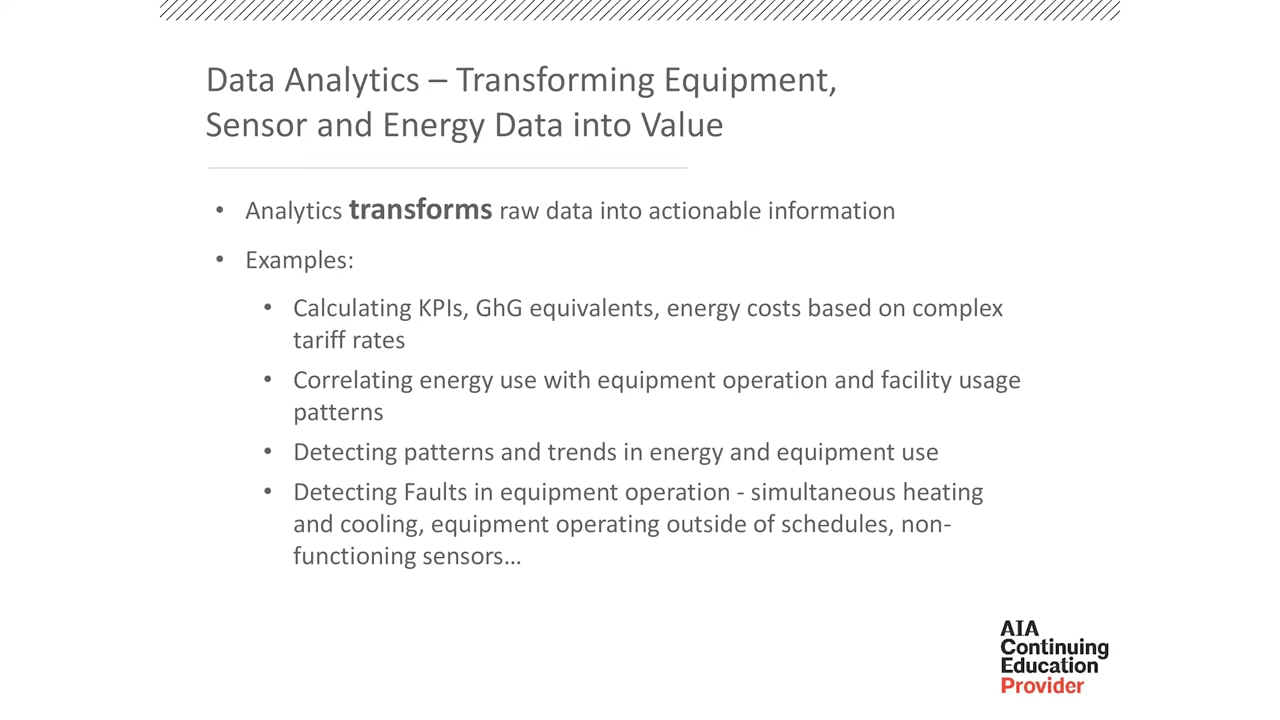 Data Analytics – Transforming Equipment,
Sensor and Energy Data into Value
• Analytics transforms raw data into actionable information
• Examples:
• Calculating KPIs, GhG equivalents, energy costs based on complex
tariff rates
• Correlating energy use with equipment operation and facility usage
patterns
• Detecting patterns and trends in energy and equipment use
• Detecting Faults in equipment operation - simultaneous heating
and cooling, equipment operating outside of schedules, non-
functioning sensors…
AIA
Continuing
Education
Provider